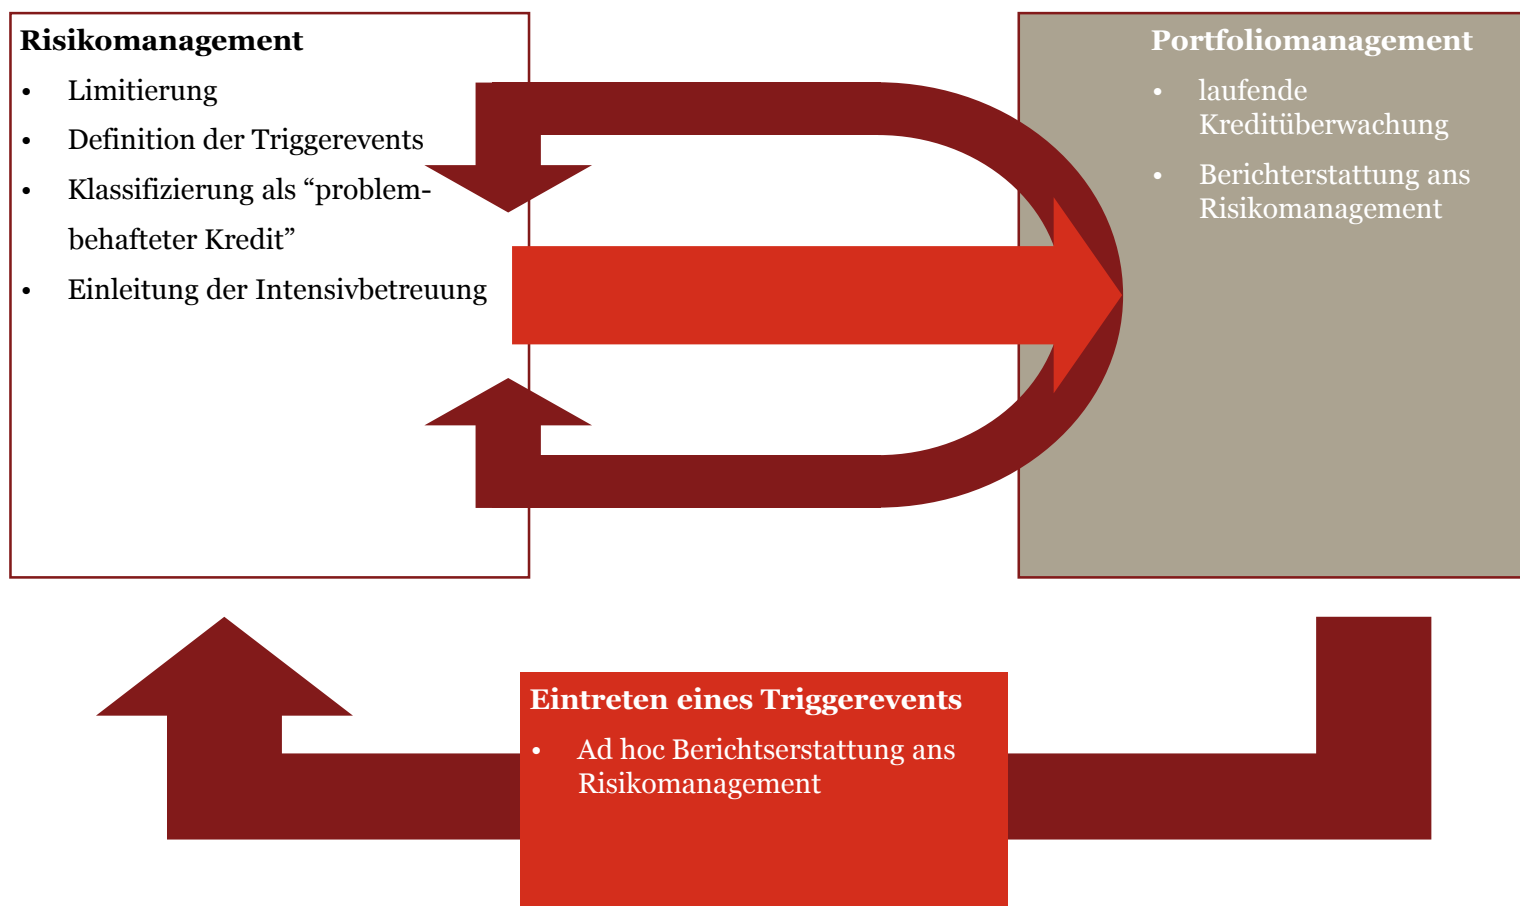 Risikomanagement
• Limitierung
• Definition der Triggerevents
• Klassifizierung als “problem-
behafteter Kredit”
• Einleitung der Intensivbetreuung
Portfoliomanagement
• laufende
Kreditüberwachung
• Berichterstattung ans
Risikomanagement
Eintreten eines Triggerevents
• Ad hoc Berichtserstattung ans
Risikomanagement